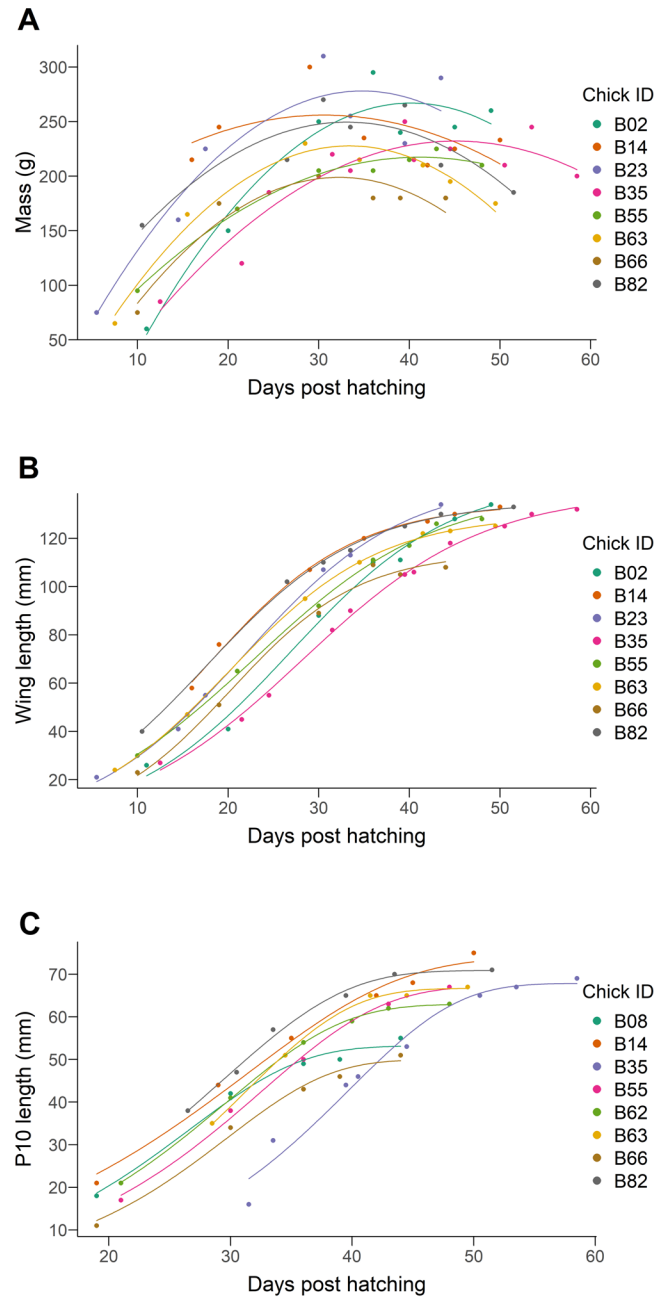 A
Mass (g)
300
250
200
150
100
50
10 20 30 40 50 60
Days post hatching
Chick ID
B02
B14
B23
B35
B55
B63
B66
B82
B
Wing length (mm)
120
100
80
60
40
20
10 20 30 40 50 60
Days post hatching
Chick ID
B02
B14
B23
B35
B55
B63
B66
B82
C
P10 length (mm)
70
60
50
40
30
20
10
20 30 40 50 60
Days post hatching
Chick ID
B08
B14
B35
B55
B62
B63
B66
B82